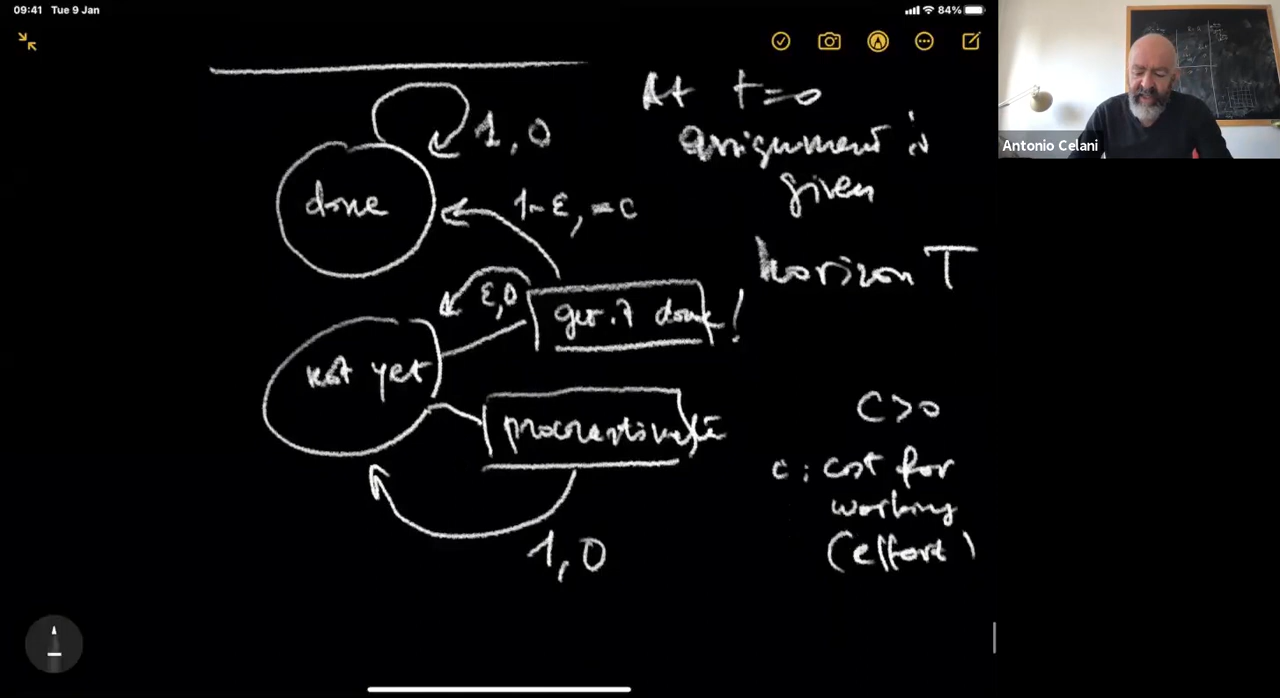 09:41 Tue 9 Jan
84%
At t=0
assignment is
given
1, 0
done
1-ε, -c
horizon T
ε, 0
get it done!
not yet
procrastinate
c>0
c: cost for
working
(effort)
1, 0
Antonio Celani